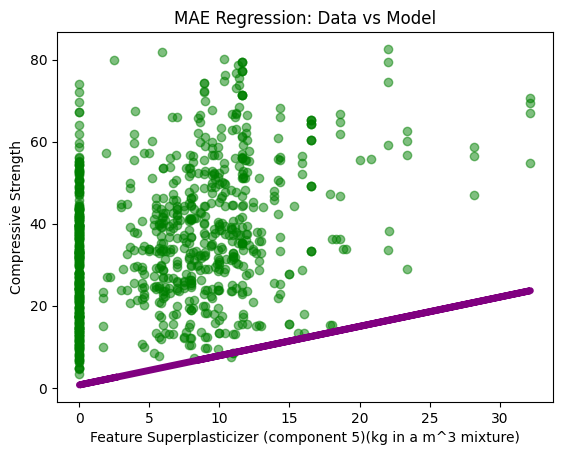 MAE Regression: Data vs Model
80
60
40
20
0
Compressive Strength
0 5 10 15 20 25 30
Feature Superplasticizer (component 5)(kg in a m^3 mixture)